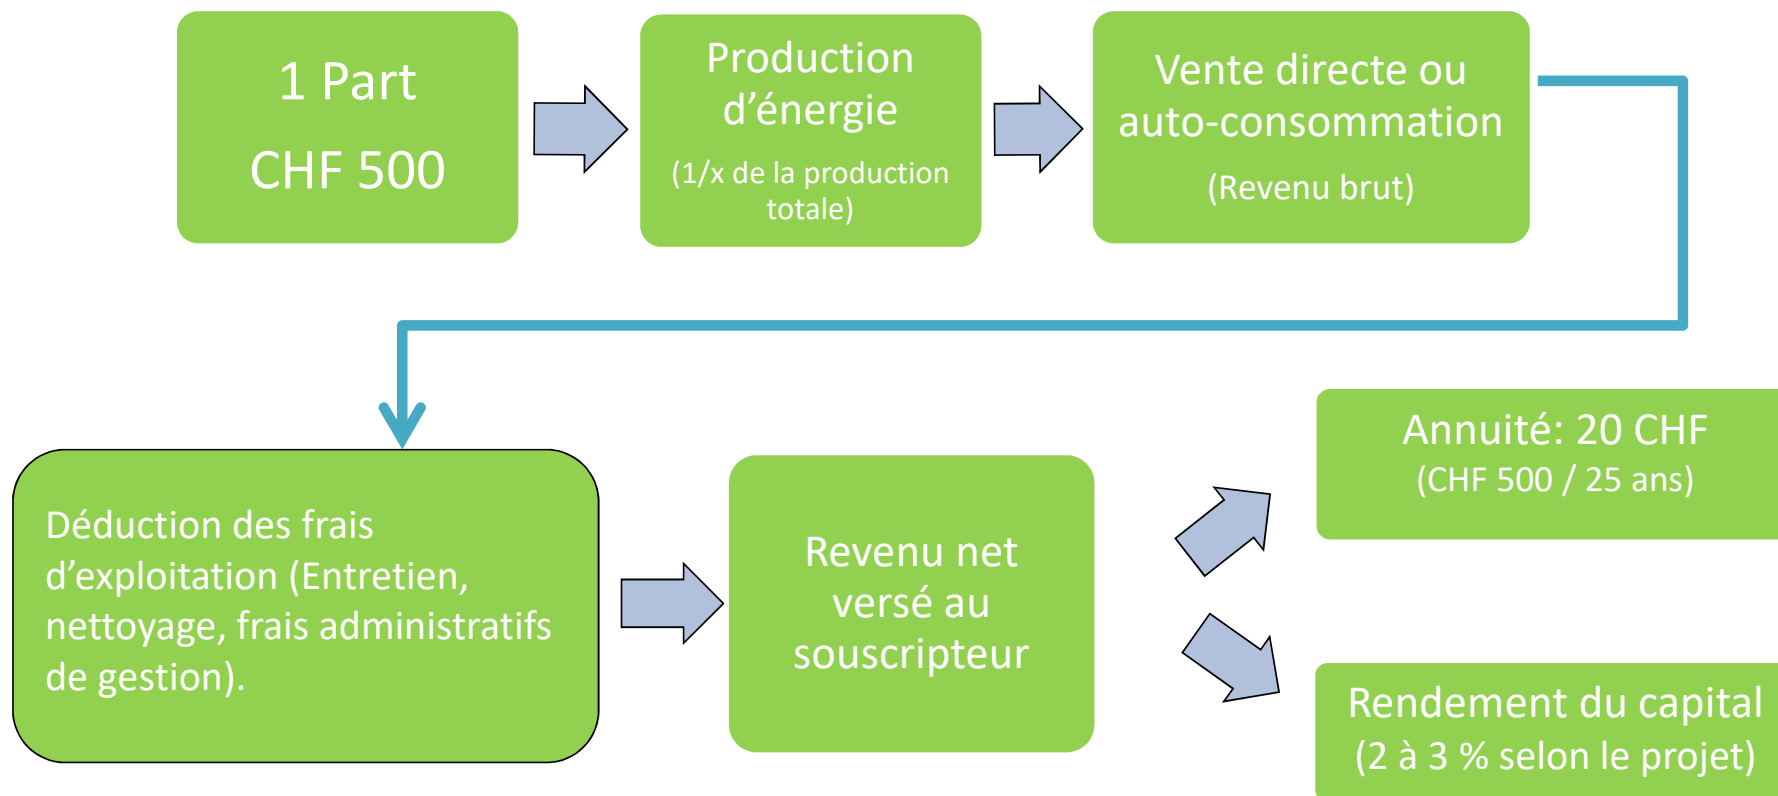 1 Part
CHF 500
Production
d’énergie
(1/x de la production
totale)
Vente directe ou
auto-consommation
(Revenu brut)
Déduction des frais
d’exploitation (Entretien,
nettoyage, frais administratifs
de gestion).
Revenu net
versé au
souscripteur
Annuité: 20 CHF
(CHF 500 / 25 ans)
Rendement du capital
(2 à 3 % selon le projet)